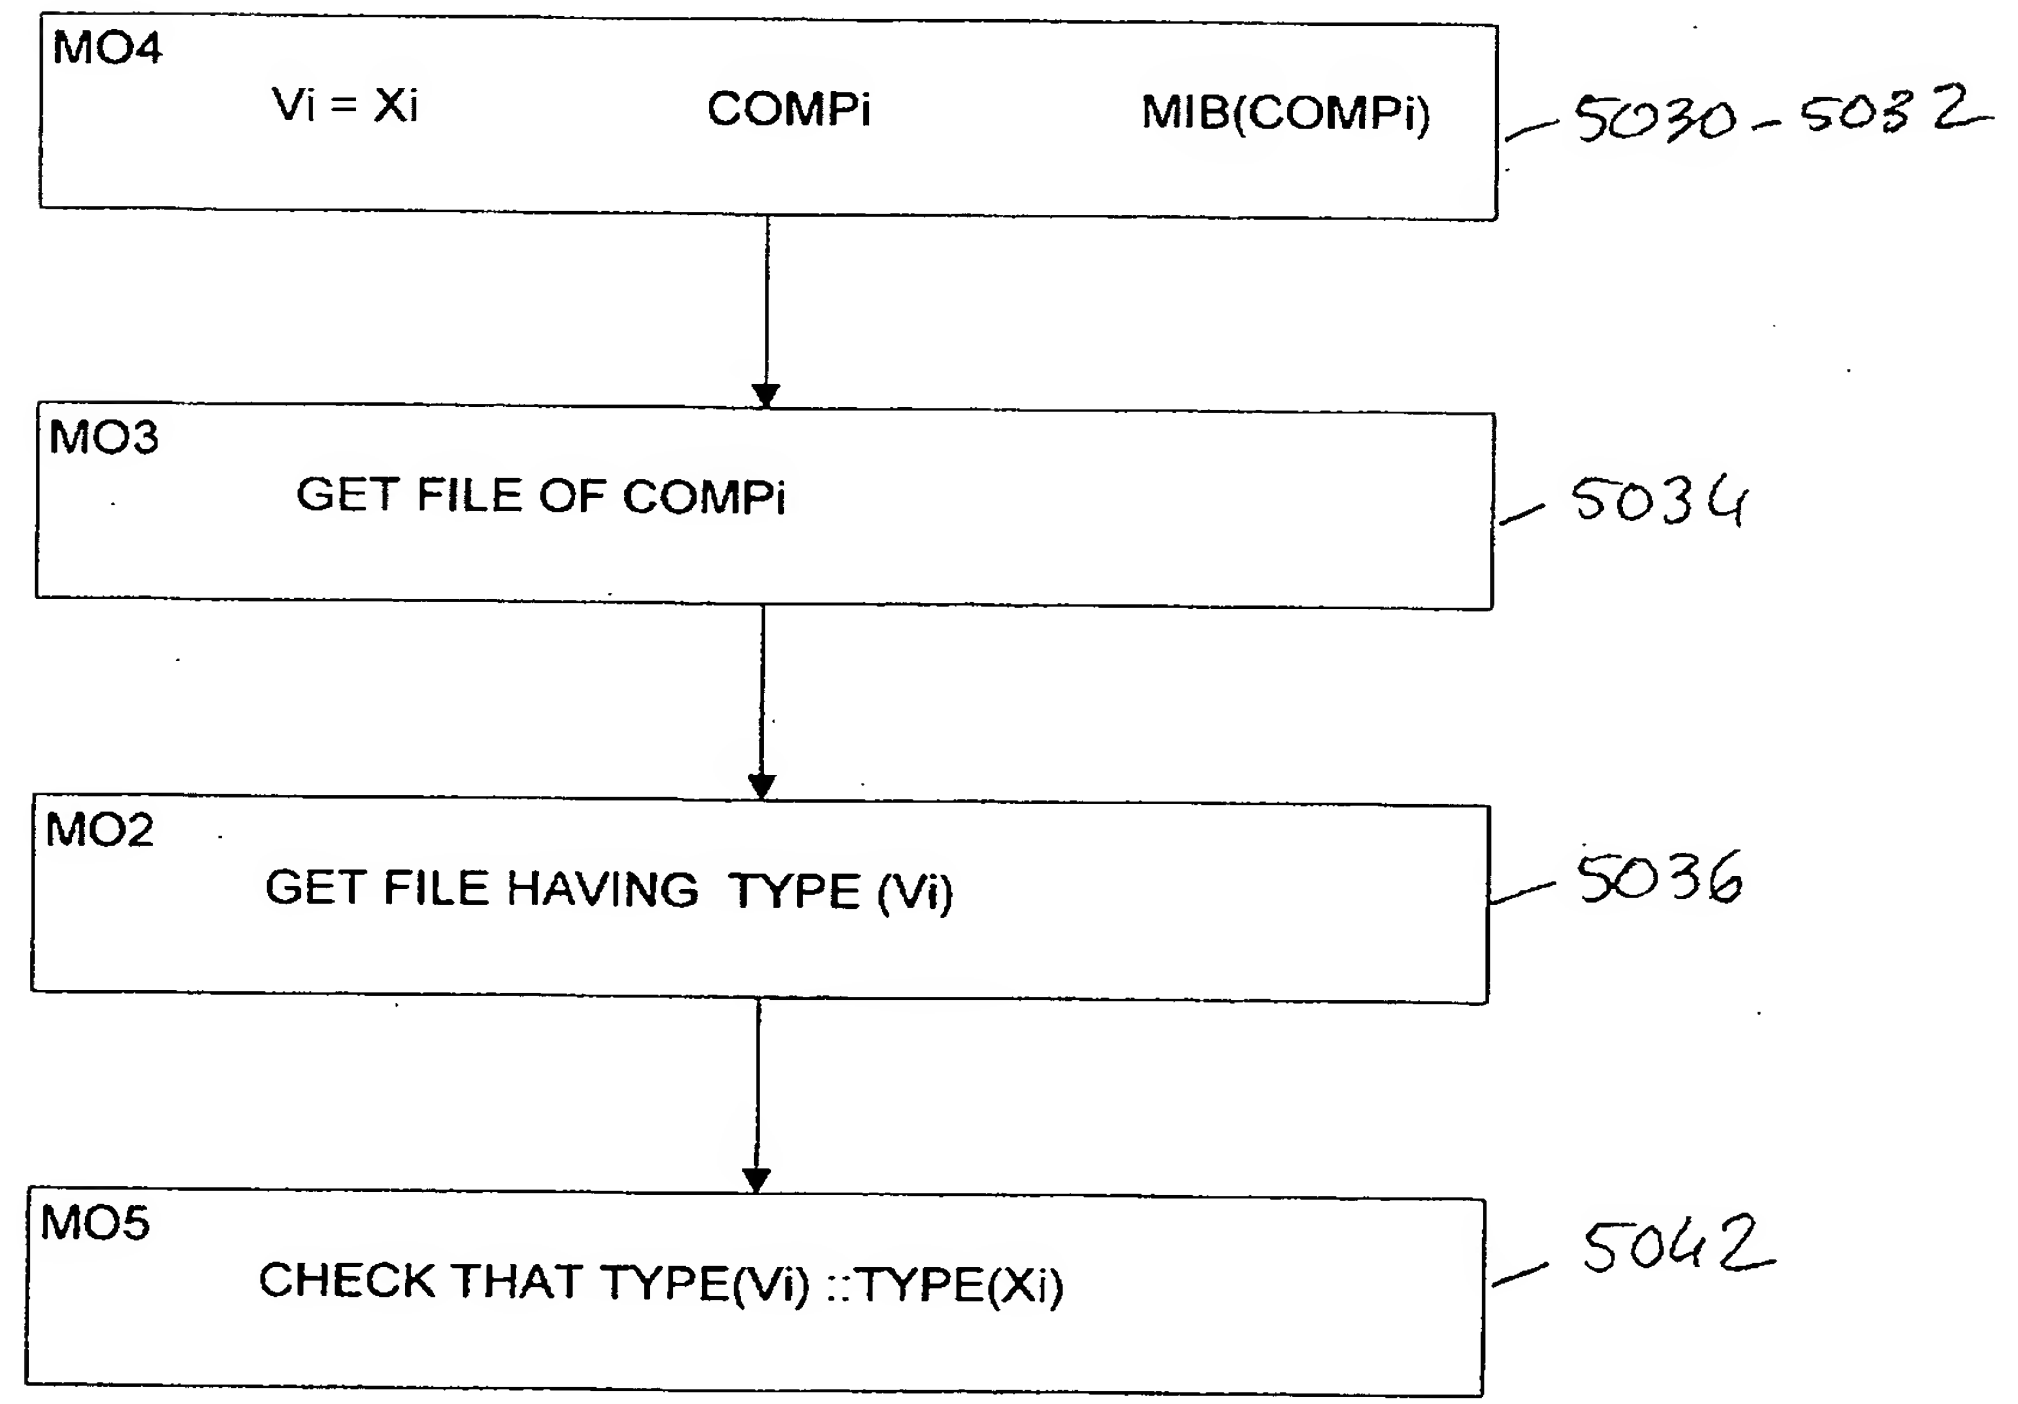 MO4
Vi = Xi COMPi MIB(COMPi)
5030-5032
MO3
GET FILE OF COMPi
5034
MO2
GET FILE HAVING TYPE (Vi)
5036
MO5
CHECK THAT TYPE(Vi) ::TYPE(Xi)
5042